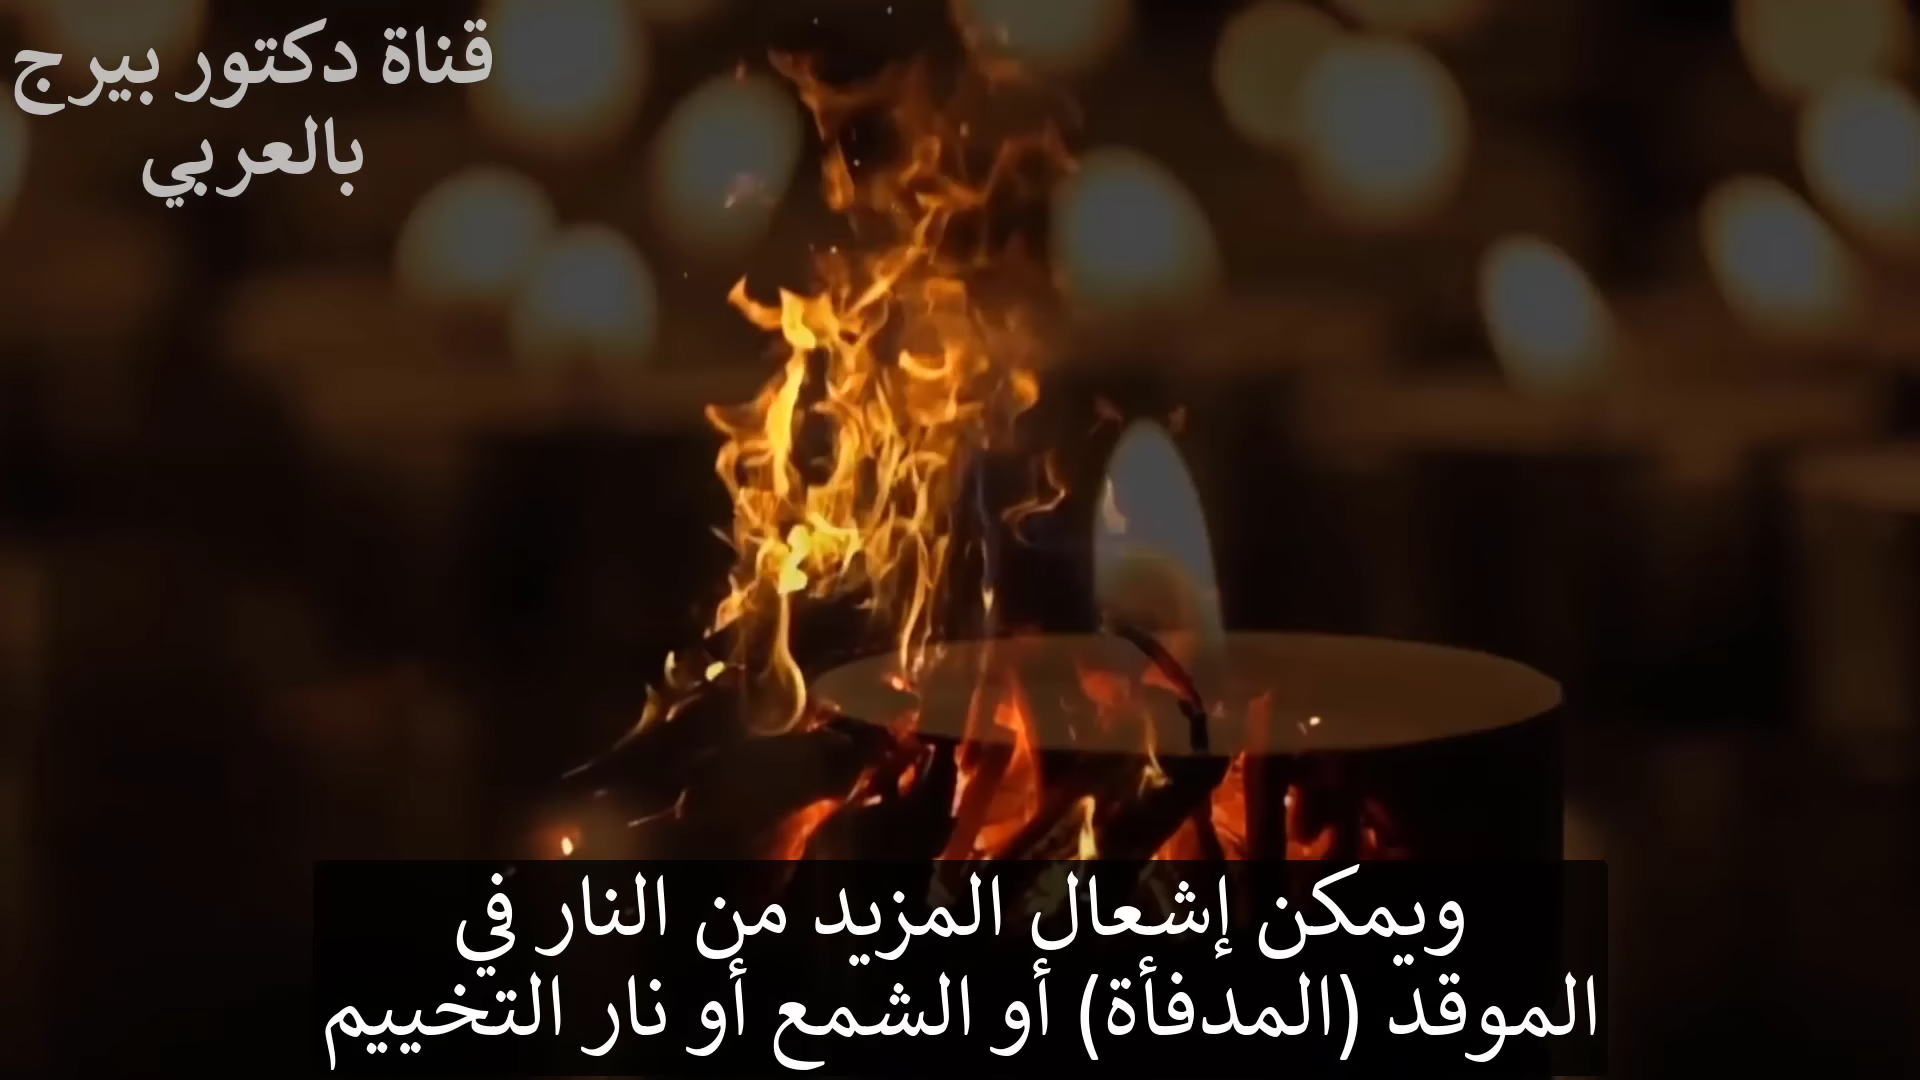 قناة دكتور بيرج
بالعربي
ويمكن إشعال المزيد من النار في
الموقد (المدفأة) أو الشمع أو نار التخييم